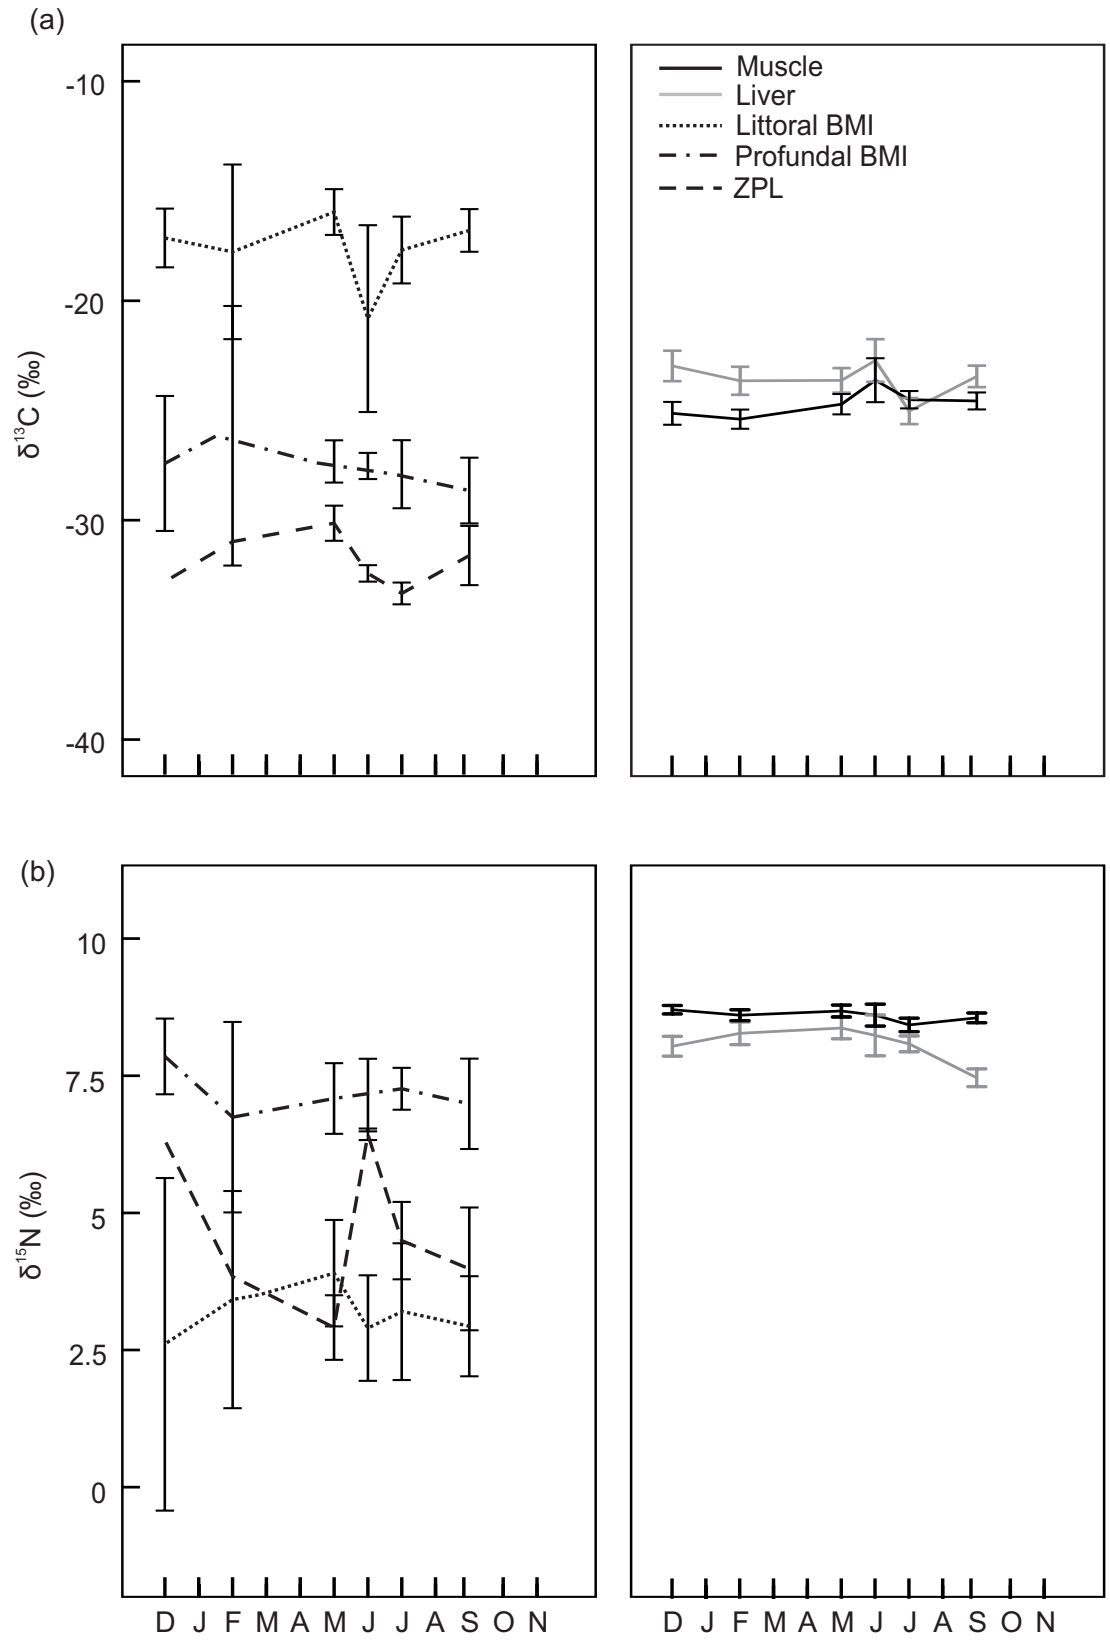 (a)
-10
-20
-30
-40
δ¹³C (‰)
Muscle
Liver
Littoral BMI
Profundal BMI
ZPL
(b)
10
7.5
5
2.5
0
δ¹⁵N (‰)
D J F M A M J J A S O N
D J F M A M J J A S O N